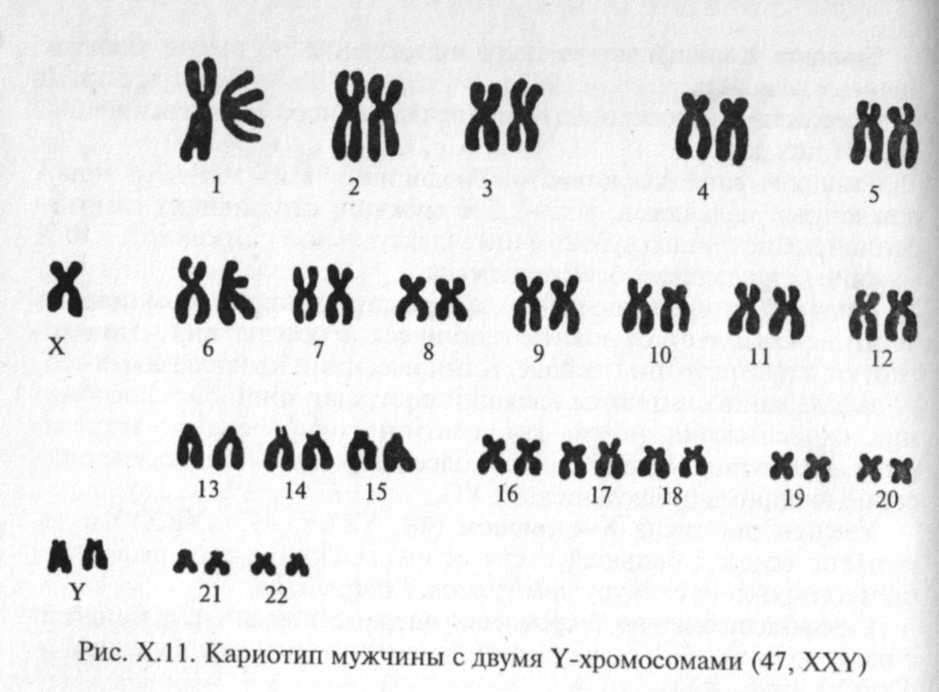 1 2 3 4 5
X 6 7 8 9 10 11 12
13 14 15 16 17 18 19 20
Y 21 22
Рис. X.11. Кариотип мужчины с двумя Y-хромосомами (47, XXY)